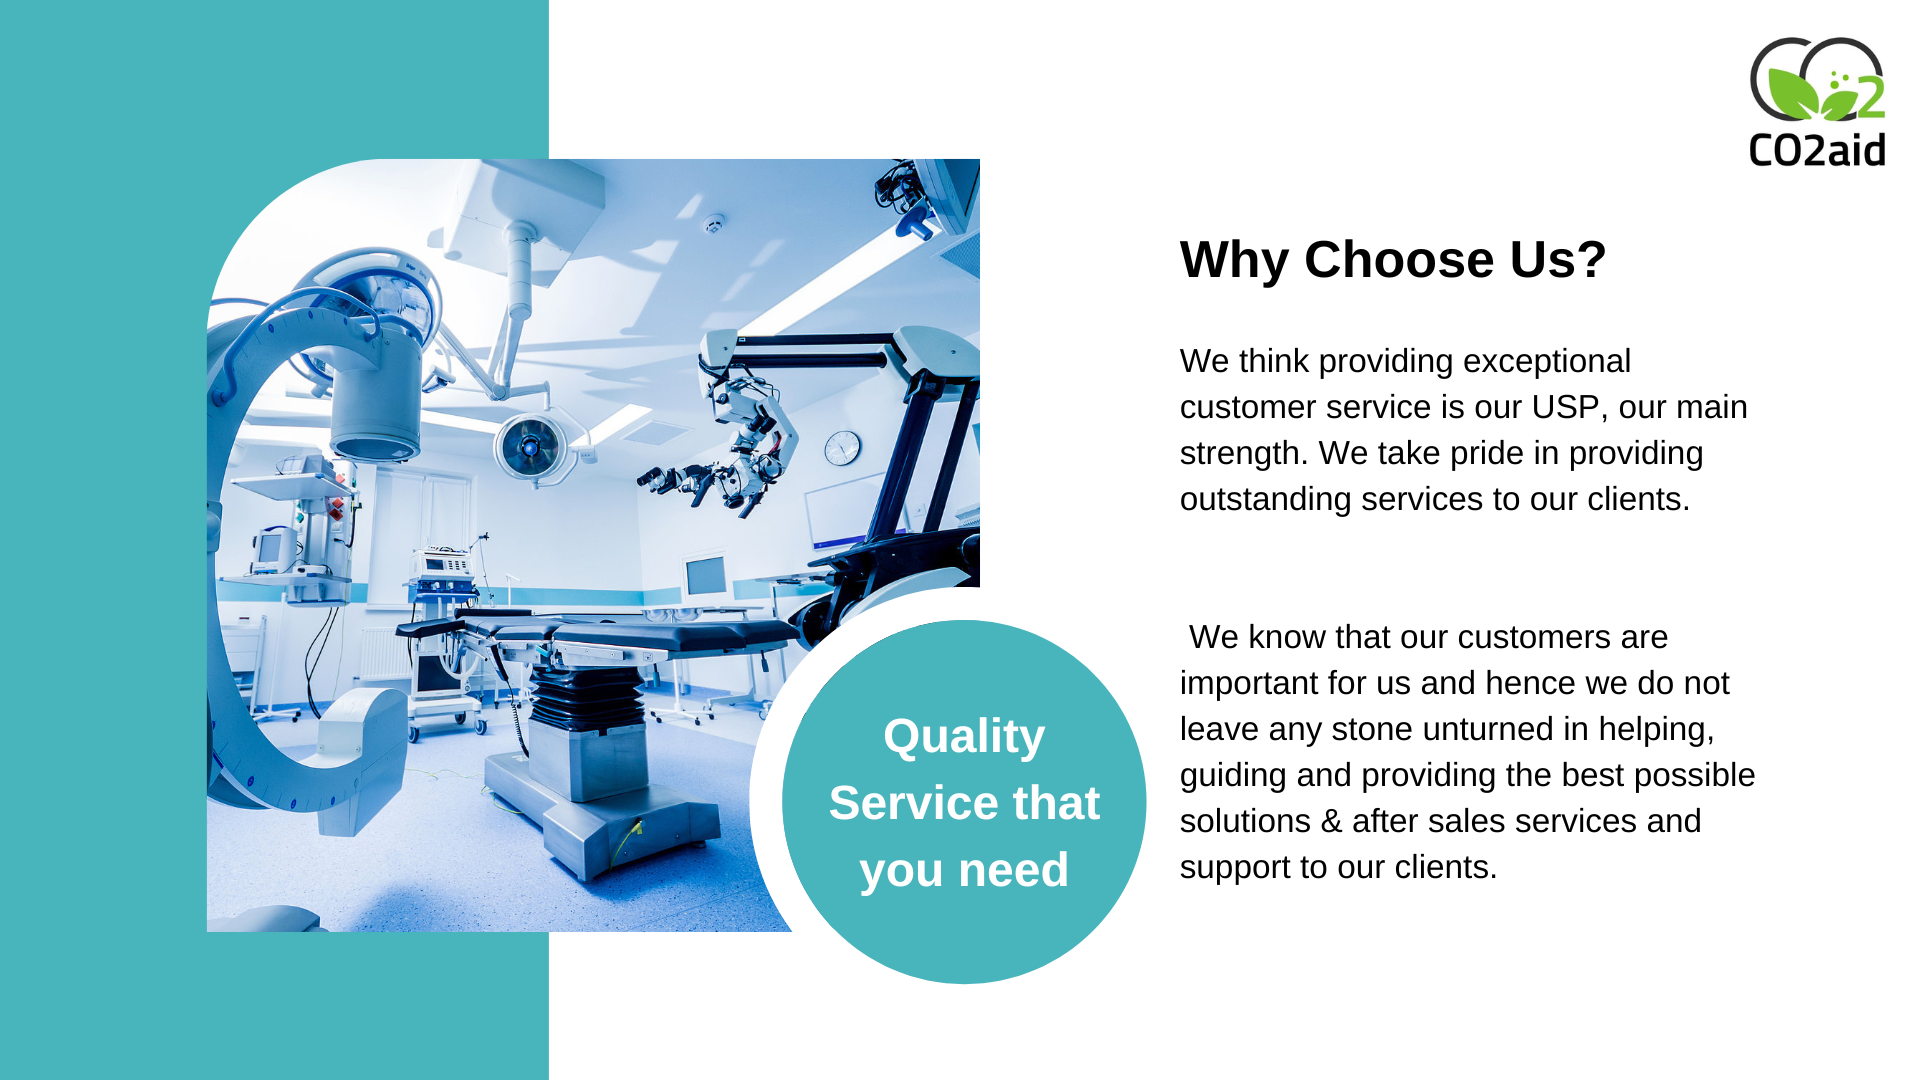 2
CO2aid
Why Choose Us?
We think providing exceptional
customer service is our USP, our main
strength. We take pride in providing
outstanding services to our clients.
We know that our customers are
important for us and hence we do not
leave any stone unturned in helping,
guiding and providing the best possible
solutions & after sales services and
support to our clients.
Quality
Service that
you need